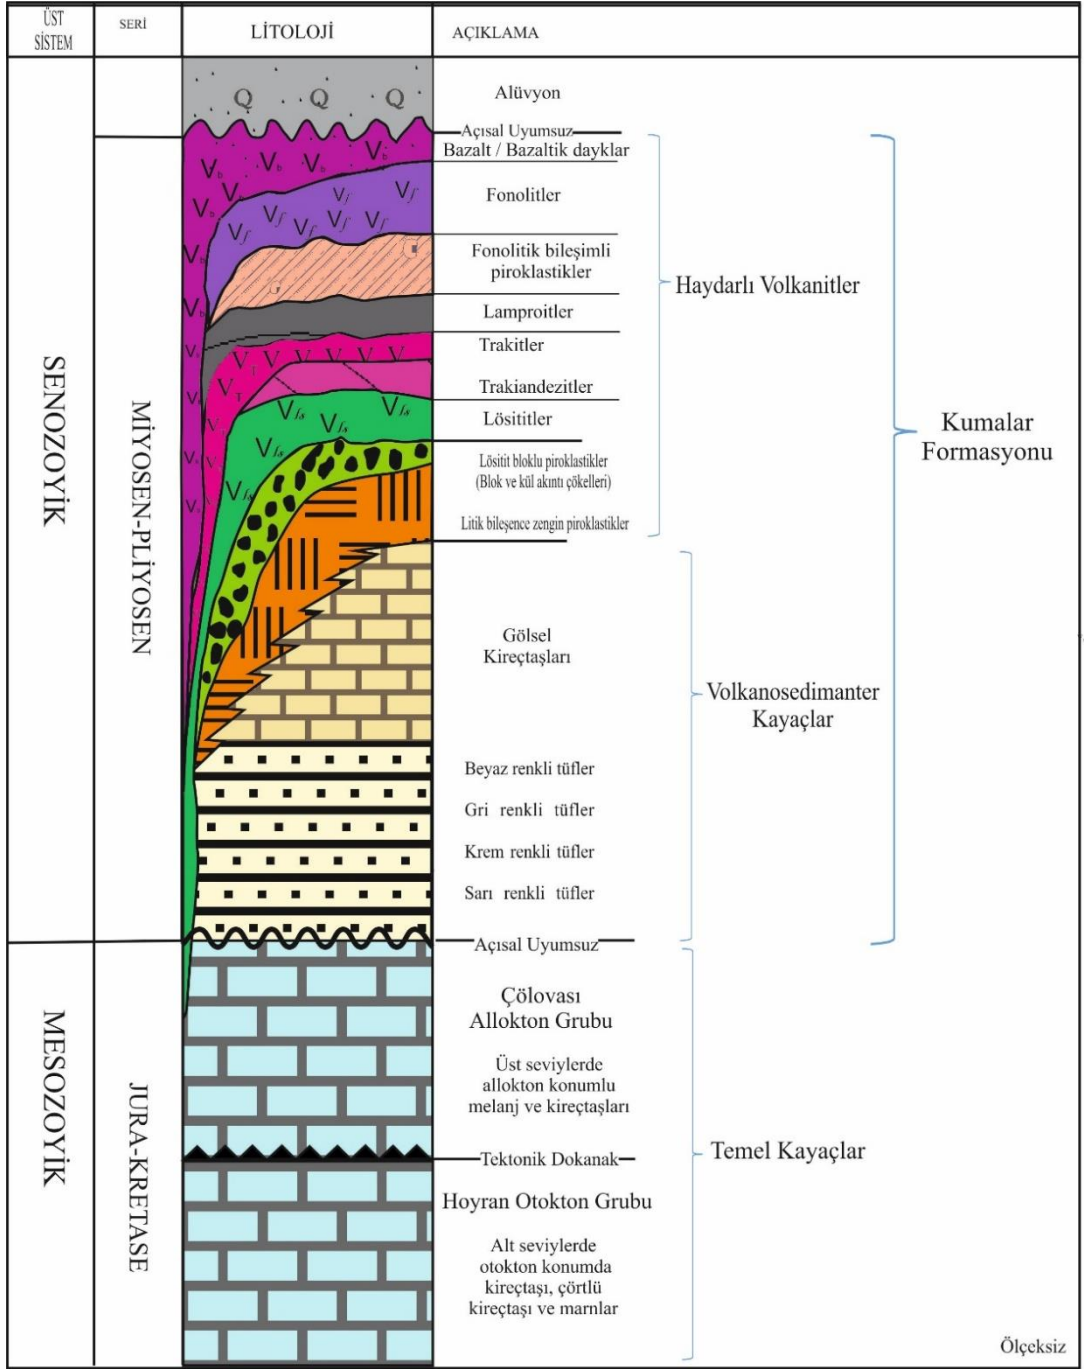 ÜST
SİSTEM
SERİ
LİTOLOJİ
AÇIKLAMA
SENOZOYİK
MESOZOYİK
MİYOSEN-PLİYOSEN
JURA-KRETASE
Q Q Q
Alüvyon
Açısal Uyumsuz
Bazalt / Bazaltik dayklar
Fonolitler
Fonolitik bileşimli
piroklastikler
Lamproitler
Trakitler
Trakiandezitler
Lösititler
Lösitit bloklu piroklastikler
(Blok ve kül akıntı çökelleri)
Litik bileşence zengin piroklastikler
Gölsel
Kireçtaşları
Beyaz renkli tüfler
Gri renkli tüfler
Krem renkli tüfler
Sarı renkli tüfler
Açısal Uyumsuz
Çölovası
Allokton Grubu
Üst seviylerde
allokton konumlu
melanj ve kireçtaşları
Tektonik Dokanak
Hoyran Otokton Grubu
Alt seviylerde
otokton konumda
kireçtaşı, çörtlü
kireçtaşı ve marnlar
Haydarlı Volkanitler
Volkanosedimanter
Kayaçlar
Temel Kayaçlar
Kumalar
Formasyonu
Ölçeksiz